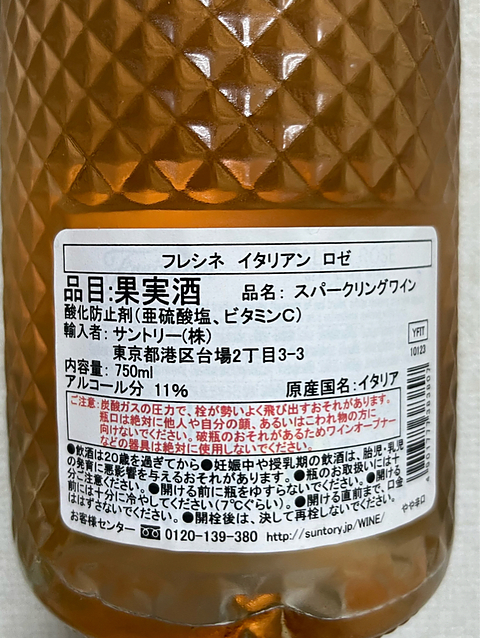 フレシネ イタリアン ロゼ
品目:果実酒 品名: スパークリングワイン
酸化防止剤(亜硫酸塩、ビタミンC)
輸入者: サントリー(株)
東京都港区台場2丁目3-3
YFIT
10123
内容量: 750ml
アルコール分 11% 原産国名:イタリア
ご注意:炭酸ガスの圧力で、栓が勢いよく飛び出すおそれがあります。
瓶口は絶対に他人や自分の顔、あるいはこわれ物の方に
向けないでください。破瓶のおそれがあるためワインオープナー
などの器具は絶対に使用しないでください。
●飲酒は20歳を過ぎてから●妊娠中や授乳期の飲酒は、胎児・乳児
の発育に悪影響を与えるおそれがあります。●瓶のお取扱いには十
分にご注意ください。●開ける前に瓶をゆすらないでください。●開ける
前には十分に冷やしてください(7℃ぐらい)。●開ける直前まで、口金
ははずさないでください。●開栓後は、決して再栓しないでください。
お客様センター 0120-139-380 http://suntory.jp/WINE/
やや辛口